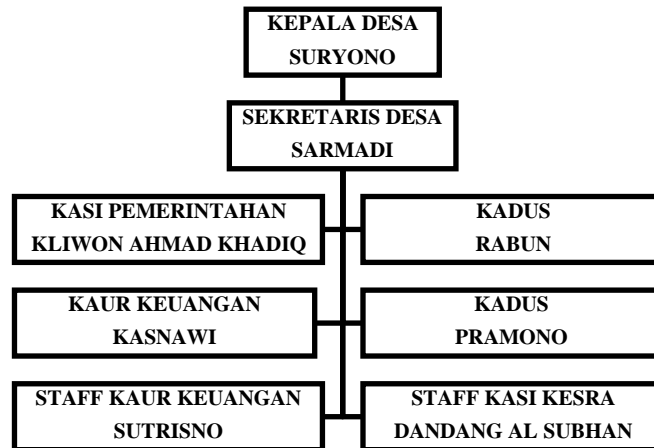 KEPALA DESA
SURYONO
SEKRETARIS DESA
SARMADI
KASI PEMERINTAHAN
KLIWON AHMAD KHADIQ
KADUS
RABUN
KAUR KEUANGAN
KASNAWI
KADUS
PRAMONO
STAFF KAUR KEUANGAN
SUTRISNO
STAFF KASI KESRA
DANDANG AL SUBHAN